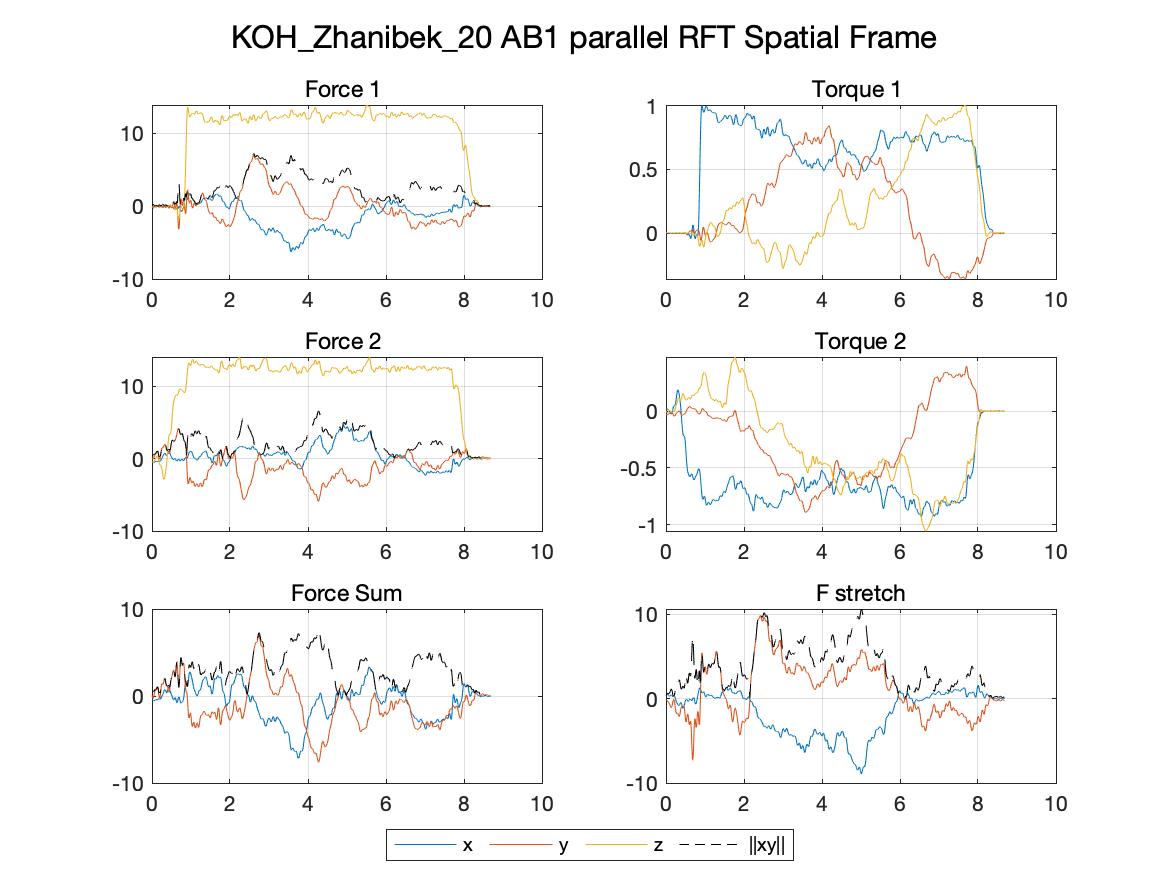 KOH_Zhanibek_20 AB1 parallel RFT Spatial Frame
Force 1
10
0
-10
0 2 4 6 8 10
Torque 1
1
0.5
0
0 2 4 6 8 10
Force 2
10
0
-10
0 2 4 6 8 10
Torque 2
0
-0.5
-1
0 2 4 6 8 10
Force Sum
10
0
-10
0 2 4 6 8 10
F stretch
10
0
-10
0 2 4 6 8 10
x y z ||xy||